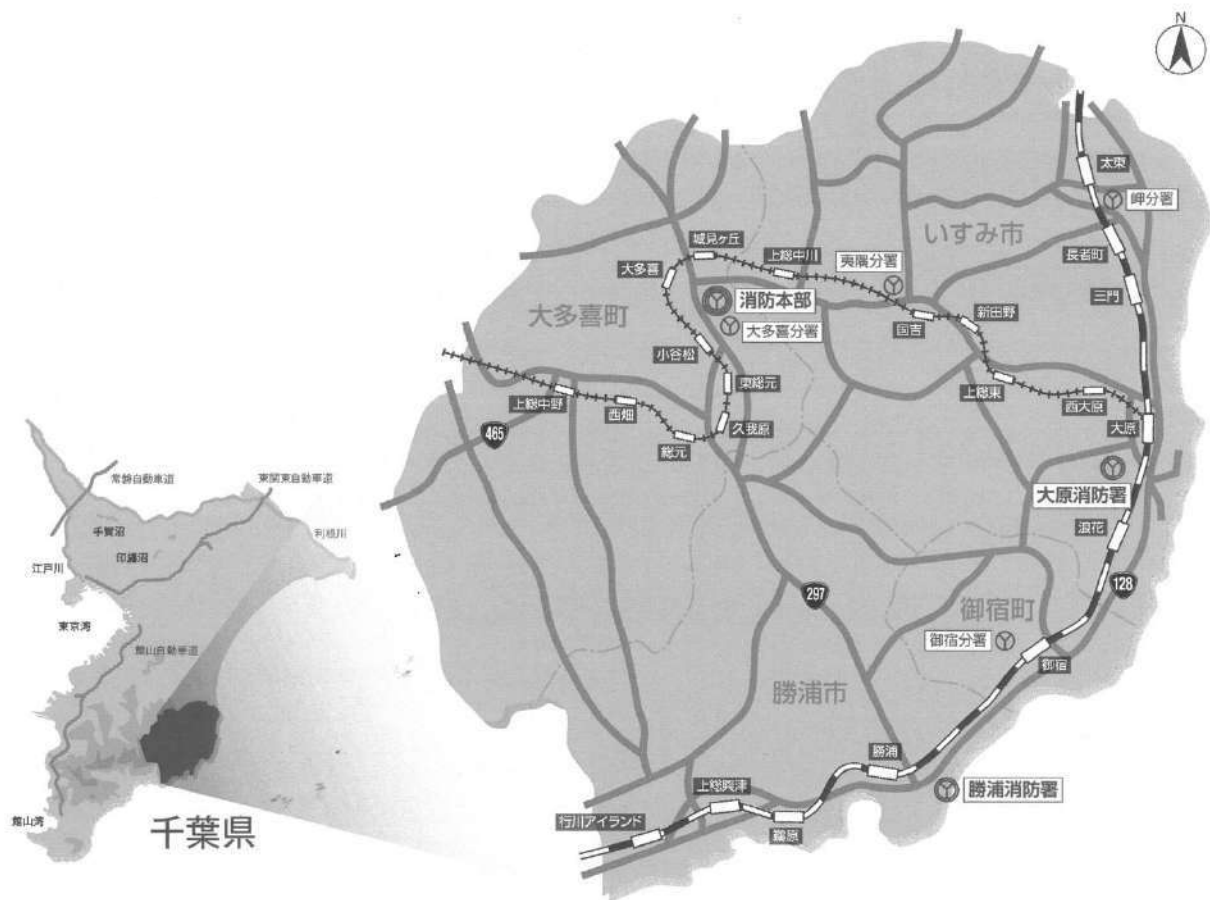 N
太東
岬分署
いすみ市
長者町
城見ヶ丘
上総中川
夷隅分署
大多喜
消防本部
三門
大多喜町
大多喜分署
国吉
新田野
小谷松
東総元
上総中野
西畑
上総東
西大原
大原
465
総元
久我原
大原消防署
常磐自動車道
東関東自動車道
手賀沼
利根川
浪花
印旛沼
江戸川
297
128
御宿町
東京湾
御宿分署
館山自動車道
御宿
勝浦市
勝浦
勝浦消防署
上総興津
館山湾
千葉県
行川アイランド
鵜原